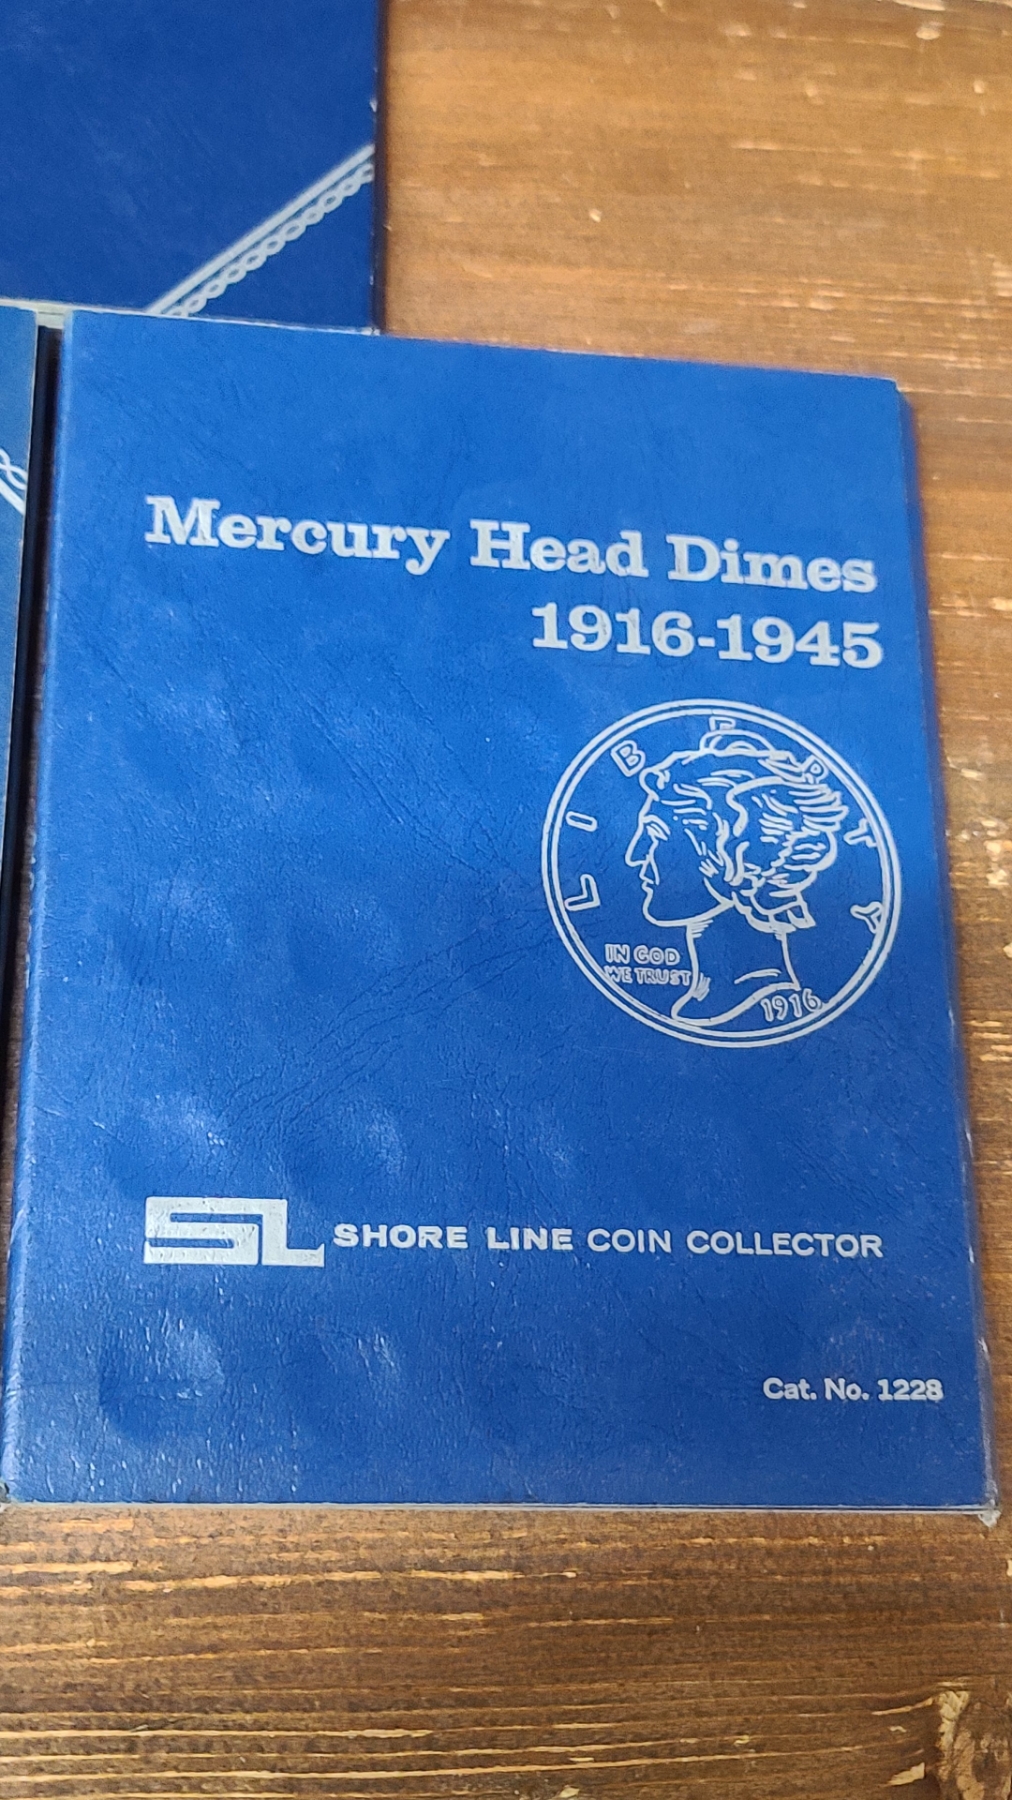 Mercury Head Dimes
1916-1945
LIBERTY
IN GOD
WE TRUST
1916
SL SHORE LINE COIN COLLECTOR
Cat. No. 1228